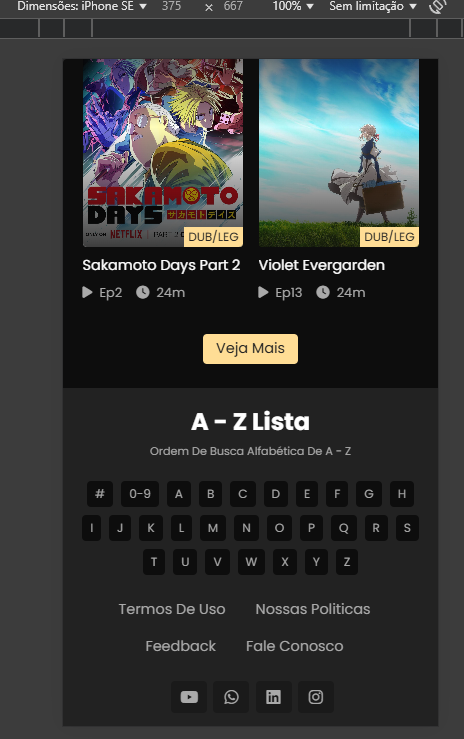 Dimensões: iPhone SE 375 × 667 100% Sem limitação
SAKAMOTO
DAYS サカモトデイズ
NETFLIX PART 2
DUB/LEG DUB/LEG
Sakamoto Days Part 2 Violet Evergarden
Ep2 24m Ep13 24m
Veja Mais
A - Z Lista
Ordem De Busca Alfabética De A - Z
# 0-9 A B C D E F G H
I J K L M N O P Q R S
T U V W X Y Z
Termos De Uso Nossas Politicas
Feedback Fale Conosco